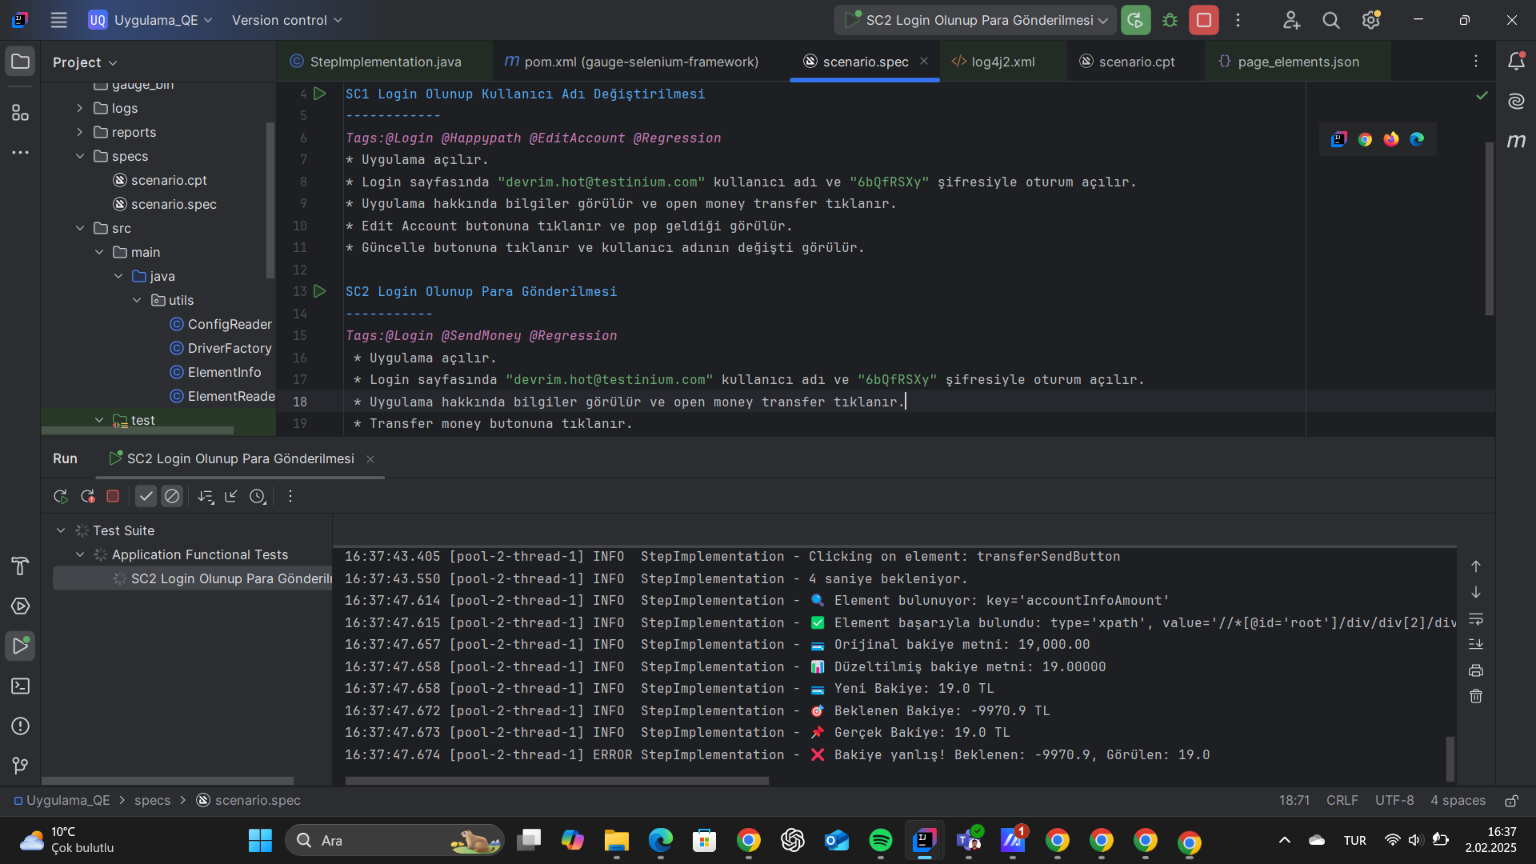 UQ Uygulama_QE Version control SC2 Login Olunup Para Gönderilmesi
Project
StepImplementation.java pom.xml (gauge-selenium-framework) scenario.spec log4j2.xml scenario.cpt page_elements.json
gauge_bin
logs
reports
specs
scenario.cpt
scenario.spec
src
main
java
utils
ConfigReader
DriverFactory
ElementInfo
ElementReade
test
4 SC1 Login Olunup Kullanıcı Adı Değiştirilmesi
5 ------------
6 Tags:@Login @Happypath @EditAccount @Regression
7 * Uygulama açılır.
8 * Login sayfasında "devrim.hot@testinium.com" kullanıcı adı ve "6bQfRSXy" şifresiyle oturum açılır.
9 * Uygulama hakkında bilgiler görülür ve open money transfer tıklanır.
10 * Edit Account butonuna tıklanır ve pop geldiği görülür.
11 * Güncelle butonuna tıklanır ve kullanıcı adının değişti görülür.
12
13 SC2 Login Olunup Para Gönderilmesi
14 -----------
15 Tags:@Login @SendMoney @Regression
16 * Uygulama açılır.
17 * Login sayfasında "devrim.hot@testinium.com" kullanıcı adı ve "6bQfRSXy" şifresiyle oturum açılır.
18 * Uygulama hakkında bilgiler görülür ve open money transfer tıklanır.
19 * Transfer money butonuna tıklanır.
Run SC2 Login Olunup Para Gönderilmesi
Test Suite
Application Functional Tests
SC2 Login Olunup Para Gönderilm
16:37:43.405 [pool-2-thread-1] INFO StepImplementation - Clicking on element: transferSendButton
16:37:43.550 [pool-2-thread-1] INFO StepImplementation - 4 saniye bekleniyor.
16:37:47.614 [pool-2-thread-1] INFO StepImplementation - 🔍 Element bulunuyor: key='accountInfoAmount'
16:37:47.615 [pool-2-thread-1] INFO StepImplementation - ✅ Element başarıyla bulundu: type='xpath', value='//*[@id='root']/div/div[2]/div
16:37:47.657 [pool-2-thread-1] INFO StepImplementation - 💳 Orijinal bakiye metni: 19,000.00
16:37:47.658 [pool-2-thread-1] INFO StepImplementation - 📊 Düzeltilmiş bakiye metni: 19.00000
16:37:47.658 [pool-2-thread-1] INFO StepImplementation - 💳 Yeni Bakiye: 19.0 TL
16:37:47.672 [pool-2-thread-1] INFO StepImplementation - 🎯 Beklenen Bakiye: -9970.9 TL
16:37:47.673 [pool-2-thread-1] INFO StepImplementation - 📌 Gerçek Bakiye: 19.0 TL
16:37:47.674 [pool-2-thread-1] ERROR StepImplementation - ❌ Bakiye yanlış! Beklenen: -9970.9, Görülen: 19.0
Uygulama_QE > specs > scenario.spec 18:71 CRLF UTF-8 4 spaces
10°C
Çok bulutlu
Ara
1
TUR
16:37
2.02.2025